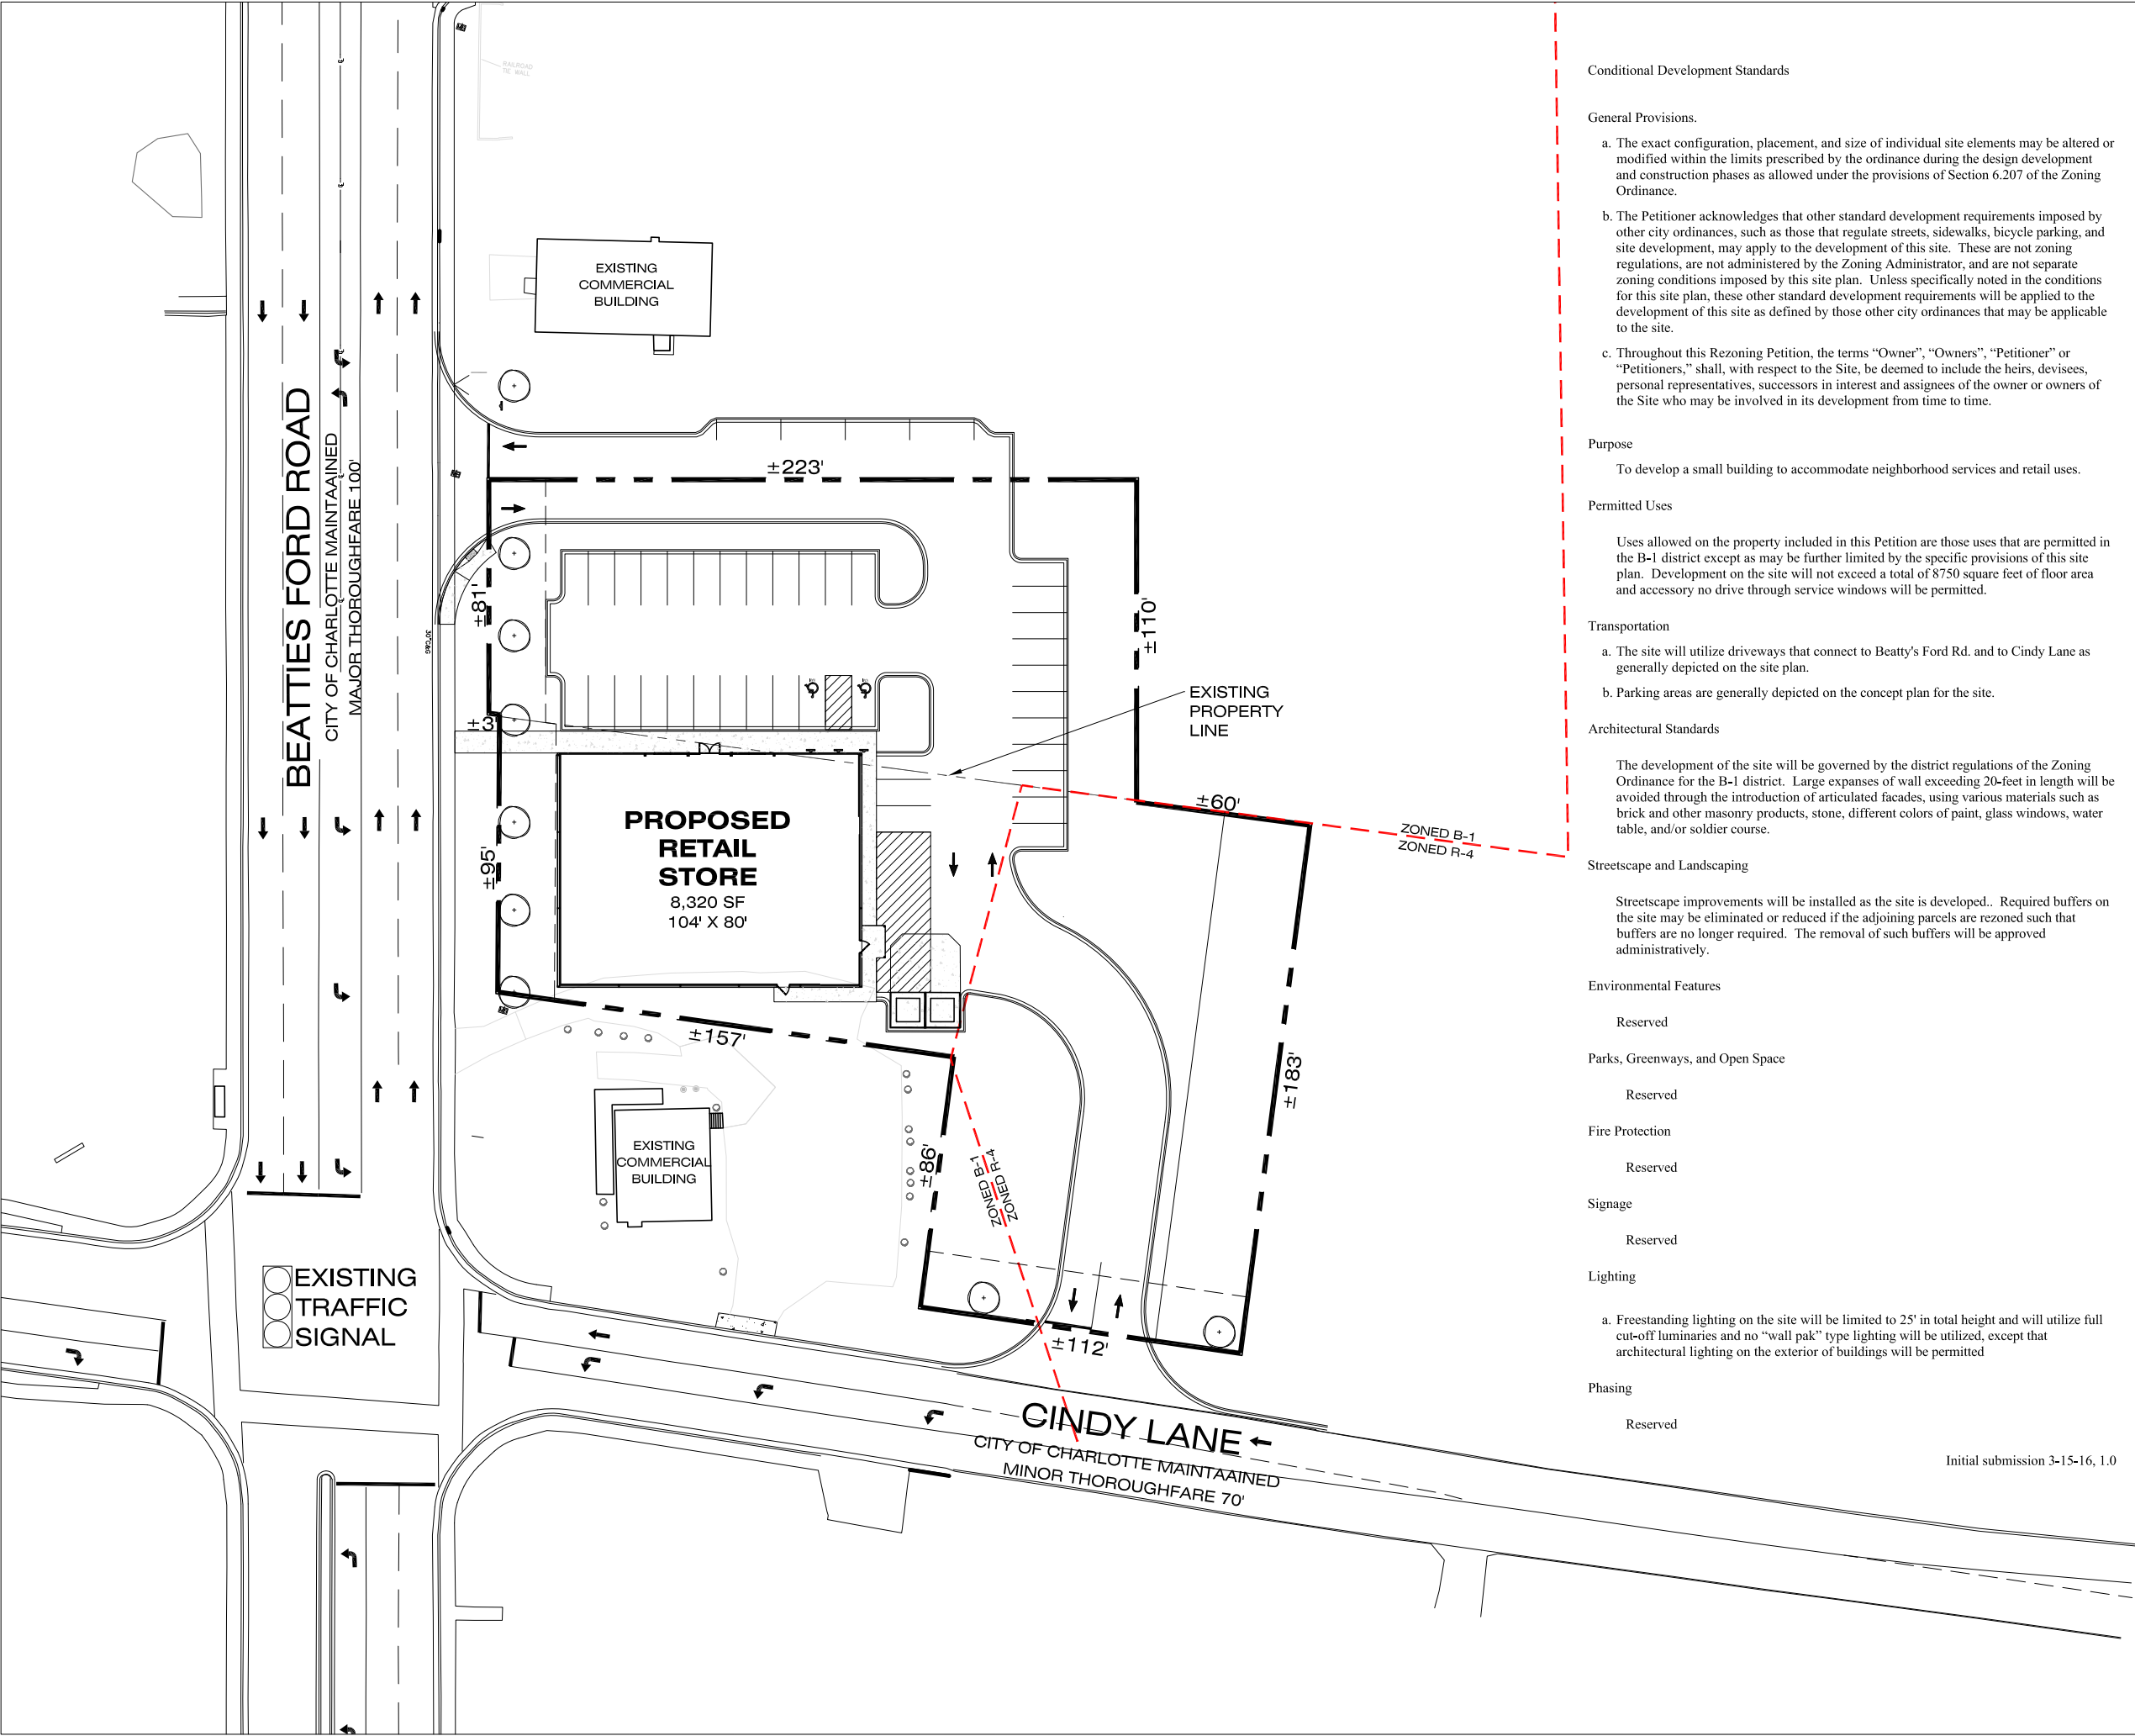 RAILROAD
TIE WALL
EXISTING
COMMERCIAL
BUILDING
BEATTIES FORD ROAD
CITY OF CHARLOTTE MAINTAAINED
MAJOR THOROUGHFARE 100'
±223'
±81'
±110'
30" C&G
±3'
EXISTING
PROPERTY
LINE
±60'
ZONED B-1
ZONED R-4
PROPOSED
RETAIL
STORE
8,320 SF
104' X 80'
±95'
±157'
±183'
±86'
ZONED B-1
ZONED R-4
EXISTING
COMMERCIAL
BUILDING
EXISTING
TRAFFIC
SIGNAL
±112'
CINDY LANE
CITY OF CHARLOTTE MAINTAAINED
MINOR THOROUGHFARE 70'
Conditional Development Standards
General Provisions.
a. The exact configuration, placement, and size of individual site elements may be altered or
modified within the limits prescribed by the ordinance during the design development
and construction phases as allowed under the provisions of Section 6.207 of the Zoning
Ordinance.
b. The Petitioner acknowledges that other standard development requirements imposed by
other city ordinances, such as those that regulate streets, sidewalks, bicycle parking, and
site development, may apply to the development of this site. These are not zoning
regulations, are not administered by the Zoning Administrator, and are not separate
zoning conditions imposed by this site plan. Unless specifically noted in the conditions
for this site plan, these other standard development requirements will be applied to the
development of this site as defined by those other city ordinances that may be applicable
to the site.
c. Throughout this Rezoning Petition, the terms “Owner”, “Owners”, “Petitioner” or
“Petitioners,” shall, with respect to the Site, be deemed to include the heirs, devisees,
personal representatives, successors in interest and assignees of the owner or owners of
the Site who may be involved in its development from time to time.
Purpose
To develop a small building to accommodate neighborhood services and retail uses.
Permitted Uses
Uses allowed on the property included in this Petition are those uses that are permitted in
the B-1 district except as may be further limited by the specific provisions of this site
plan. Development on the site will not exceed a total of 8750 square feet of floor area
and accessory no drive through service windows will be permitted.
Transportation
a. The site will utilize driveways that connect to Beatty's Ford Rd. and to Cindy Lane as
generally depicted on the site plan.
b. Parking areas are generally depicted on the concept plan for the site.
Architectural Standards
The development of the site will be governed by the district regulations of the Zoning
Ordinance for the B-1 district. Large expanses of wall exceeding 20-feet in length will be
avoided through the introduction of articulated facades, using various materials such as
brick and other masonry products, stone, different colors of paint, glass windows, water
table, and/or soldier course.
Streetscape and Landscaping
Streetscape improvements will be installed as the site is developed.. Required buffers on
the site may be eliminated or reduced if the adjoining parcels are rezoned such that
buffers are no longer required. The removal of such buffers will be approved
administratively.
Environmental Features
Reserved
Parks, Greenways, and Open Space
Reserved
Fire Protection
Reserved
Signage
Reserved
Lighting
a. Freestanding lighting on the site will be limited to 25' in total height and will utilize full
cut-off luminaries and no “wall pak” type lighting will be utilized, except that
architectural lighting on the exterior of buildings will be permitted
Phasing
Reserved
Initial submission 3-15-16, 1.0